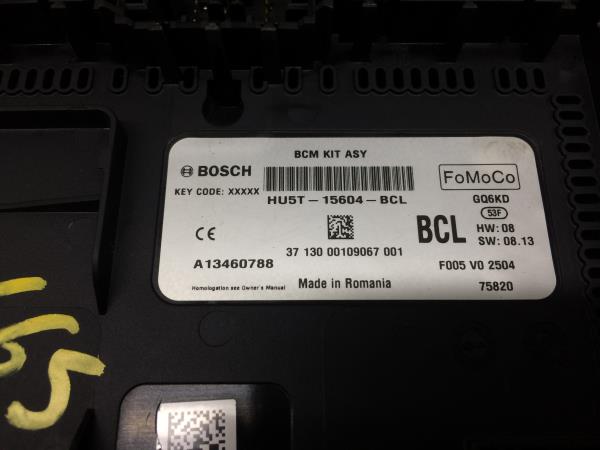 BCM KIT ASY
BOSCH
FoMoCo
KEY CODE: XXXXX
HU5T-15604-BCL
GQ6KD
53F
BCL
HW: 08
SW: 08.13
CE
37 130 00109067 001
A13460788
F005 V0 2504
Homologation see Owner's Manual
Made in Romania
75820
65